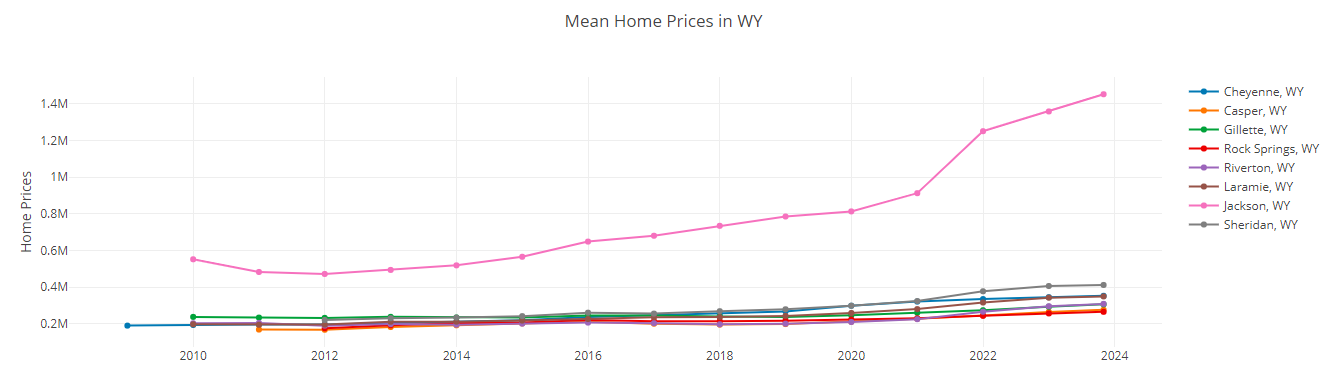 Mean Home Prices in WY
1.4M
1.2M
1M
0.8M
0.6M
0.4M
0.2M
Home Prices
2010 2012 2014 2016 2018 2020 2022 2024
Cheyenne, WY
Casper, WY
Gillette, WY
Rock Springs, WY
Riverton, WY
Laramie, WY
Jackson, WY
Sheridan, WY